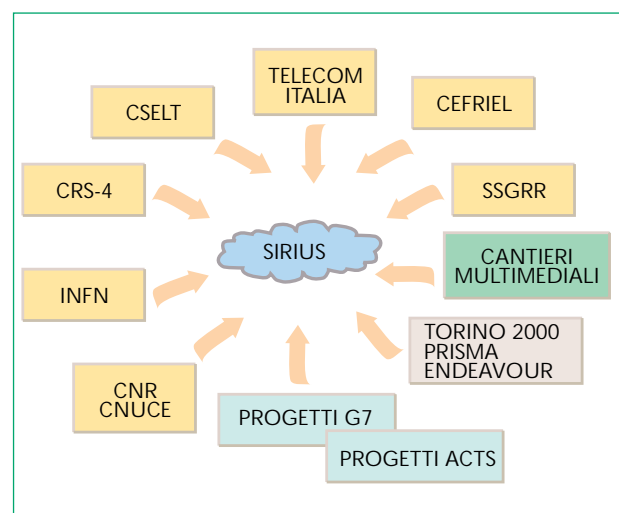 TELECOM
ITALIA
CSELT
CEFRIEL
CRS-4
SSGRR
SIRIUS
CANTIERI
MULTIMEDIALI
INFN
TORINO 2000
PRISMA
ENDEAVOUR
CNR
CNUCE
PROGETTI G7
PROGETTI ACTS